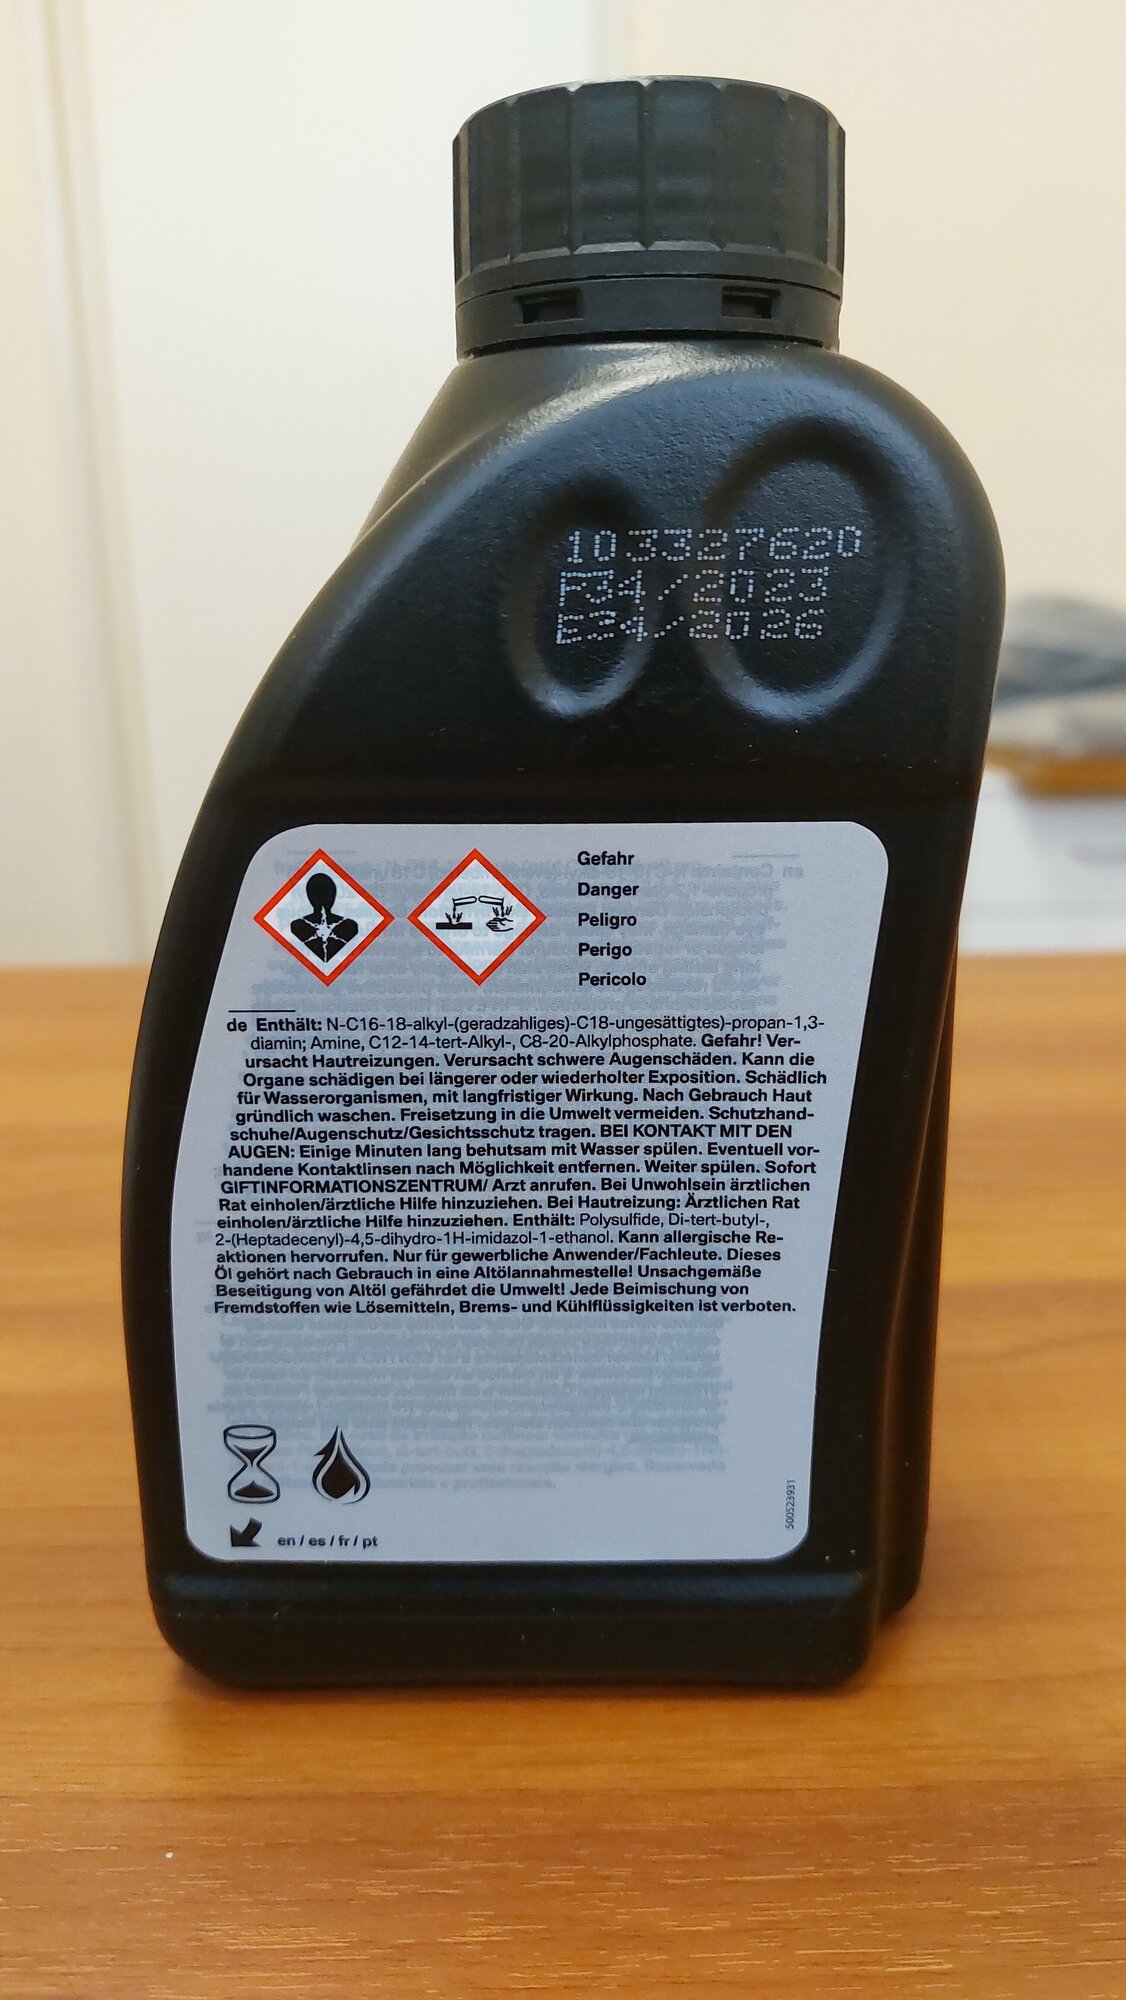 103327620
F34/2023
E34/2026
Gefahr
Danger
Peligro
Perigo
Pericolo
de Enthält: N-C16-18-alkyl-(geradzahliges)-C18-ungesättigtes)-propan-1,3-
diamin; Amine, C12-14-tert-Alkyl-, C8-20-Alkylphosphate. Gefahr! Ver-
ursacht Hautreizungen. Verursacht schwere Augenschäden. Kann die
Organe schädigen bei längerer oder wiederholter Exposition. Schädlich
für Wasserorganismen, mit langfristiger Wirkung. Nach Gebrauch Haut
gründlich waschen. Freisetzung in die Umwelt vermeiden. Schutzhand-
schuhe/Augenschutz/Gesichtsschutz tragen. BEI KONTAKT MIT DEN
AUGEN: Einige Minuten lang behutsam mit Wasser spülen. Eventuell vor-
handene Kontaktlinsen nach Möglichkeit entfernen. Weiter spülen. Sofort
GIFTINFORMATIONSZENTRUM/ Arzt anrufen. Bei Unwohlsein ärztlichen
Rat einholen/ärztliche Hilfe hinzuziehen. Bei Hautreizung: Ärztlichen Rat
einholen/ärztliche Hilfe hinzuziehen. Enthält: Polysulfide, Di-tert-butyl-,
2-(Heptadecenyl)-4,5-dihydro-1H-imidazol-1-ethanol. Kann allergische Re-
aktionen hervorrufen. Nur für gewerbliche Anwender/Fachleute. Dieses
Öl gehört nach Gebrauch in eine Altölannahmestelle! Unsachgemäße
Beseitigung von Altöl gefährdet die Umwelt! Jede Beimischung von
Fremdstoffen wie Lösemitteln, Brems- und Kühlflüssigkeiten ist verboten.
en / es / fr / pt
500523931